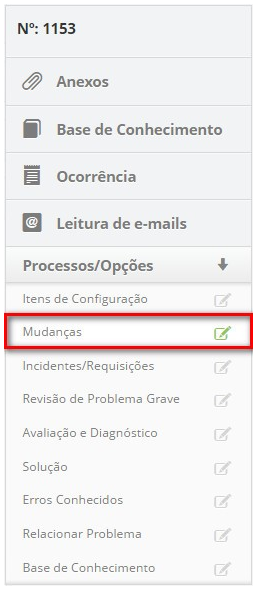 Nº: 1153
Anexos
Base de Conhecimento
Ocorrência
Leitura de e-mails
Processos/Opções
Itens de Configuração
Mudanças
Incidentes/Requisições
Revisão de Problema Grave
Avaliação e Diagnóstico
Solução
Erros Conhecidos
Relacionar Problema
Base de Conhecimento